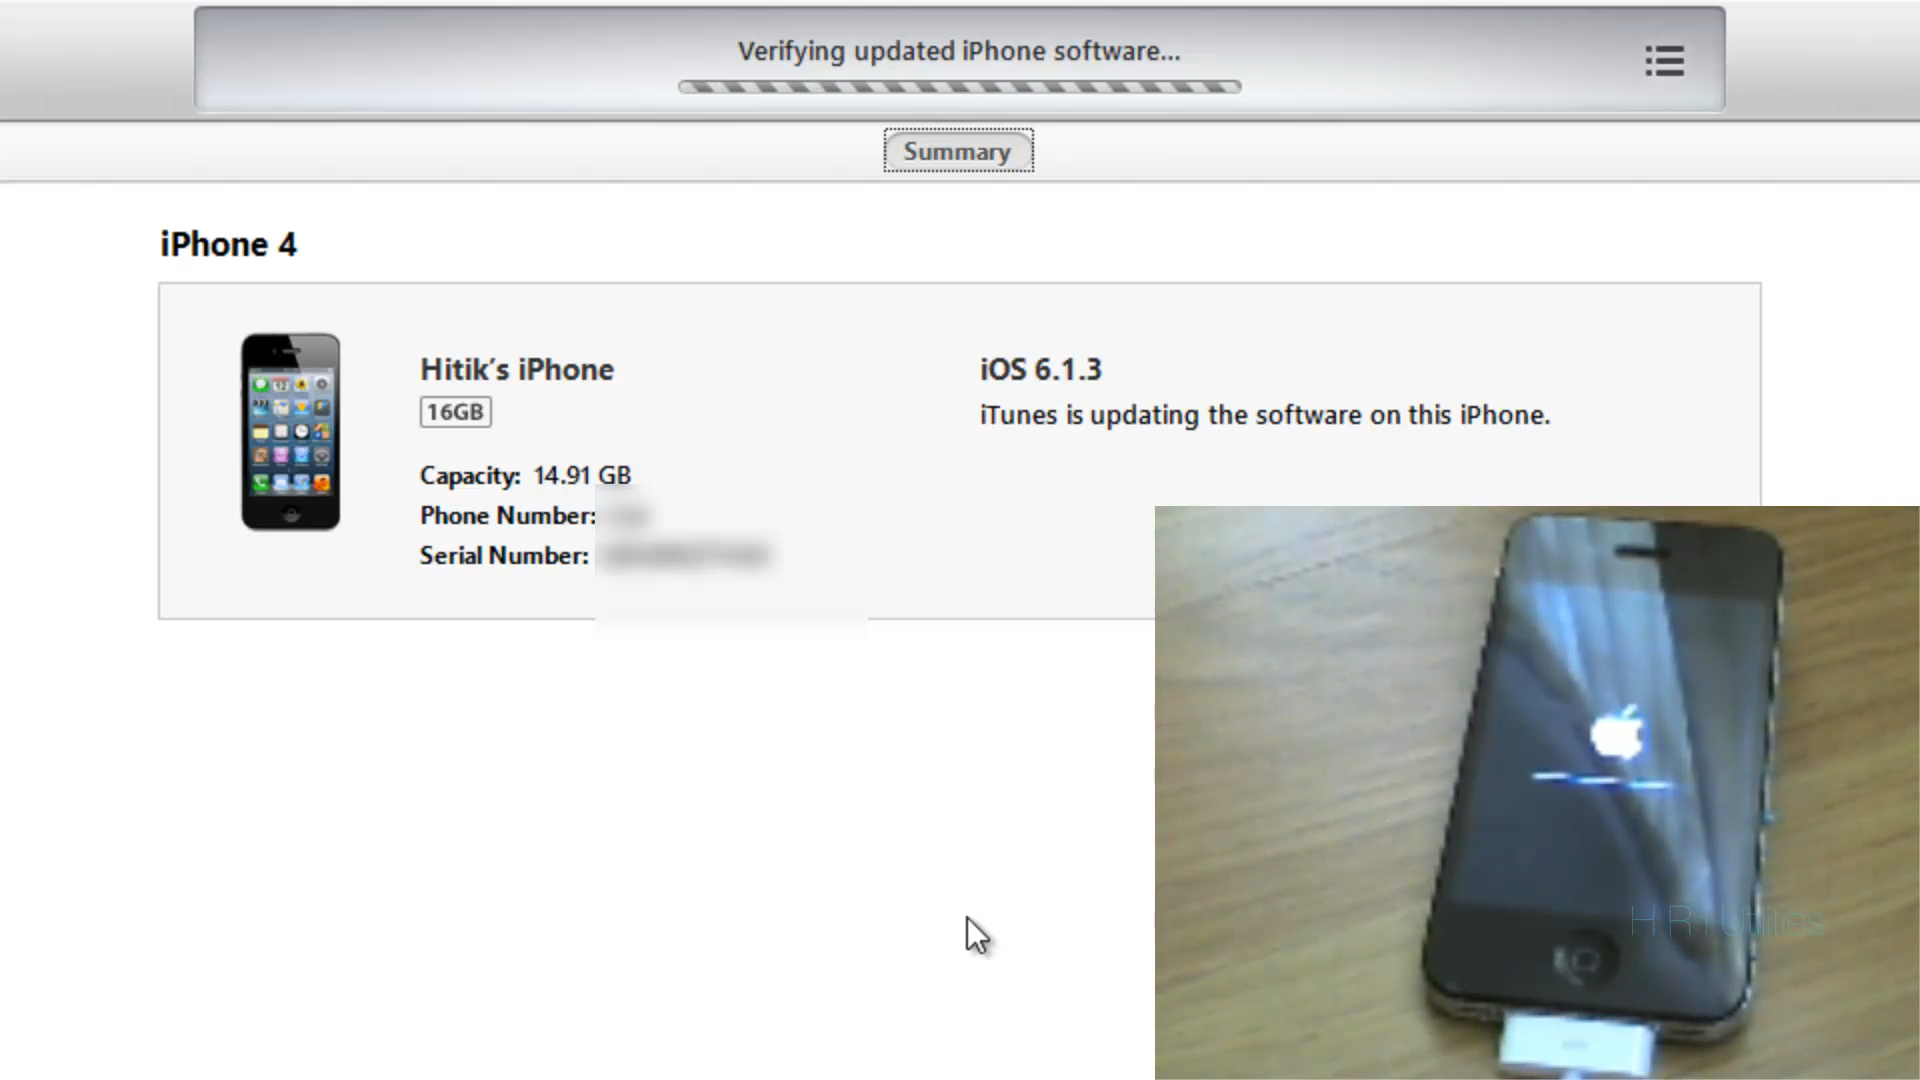 Verifying updated iPhone software...
Summary
iPhone 4
Hitik's iPhone
iOS 6.1.3
16GB
iTunes is updating the software on this iPhone.
Capacity: 14.91 GB
Phone Number:
Serial Number:
H R I Utilities